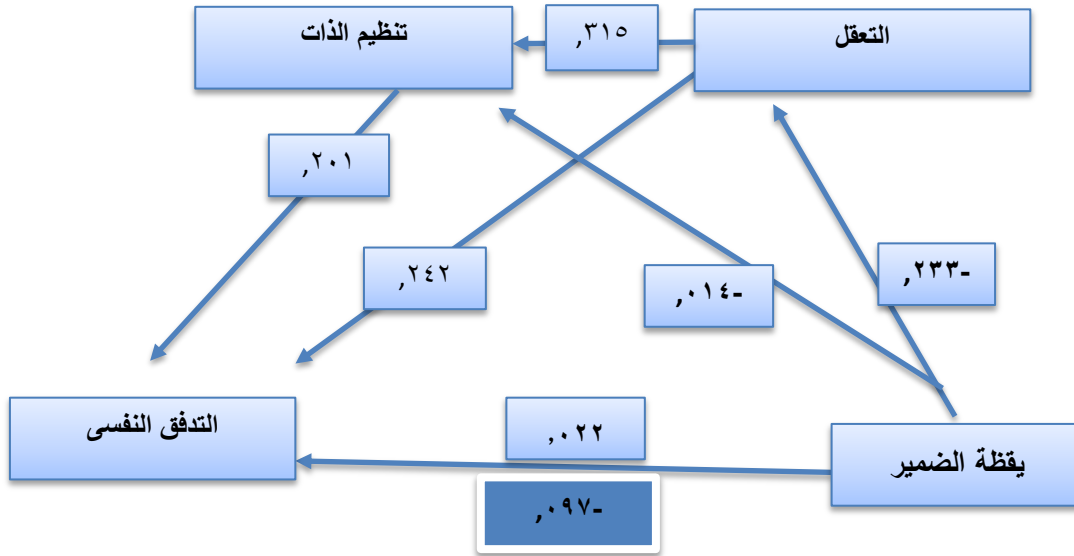 التعقل
,٣١٥
تنظيم الذات
,٢٠١
,٢٤٢
,٠١٤-
,٢٣٣-
التدفق النفسى
,٠٢٢
يقظة الضمير
,٠٩٧-